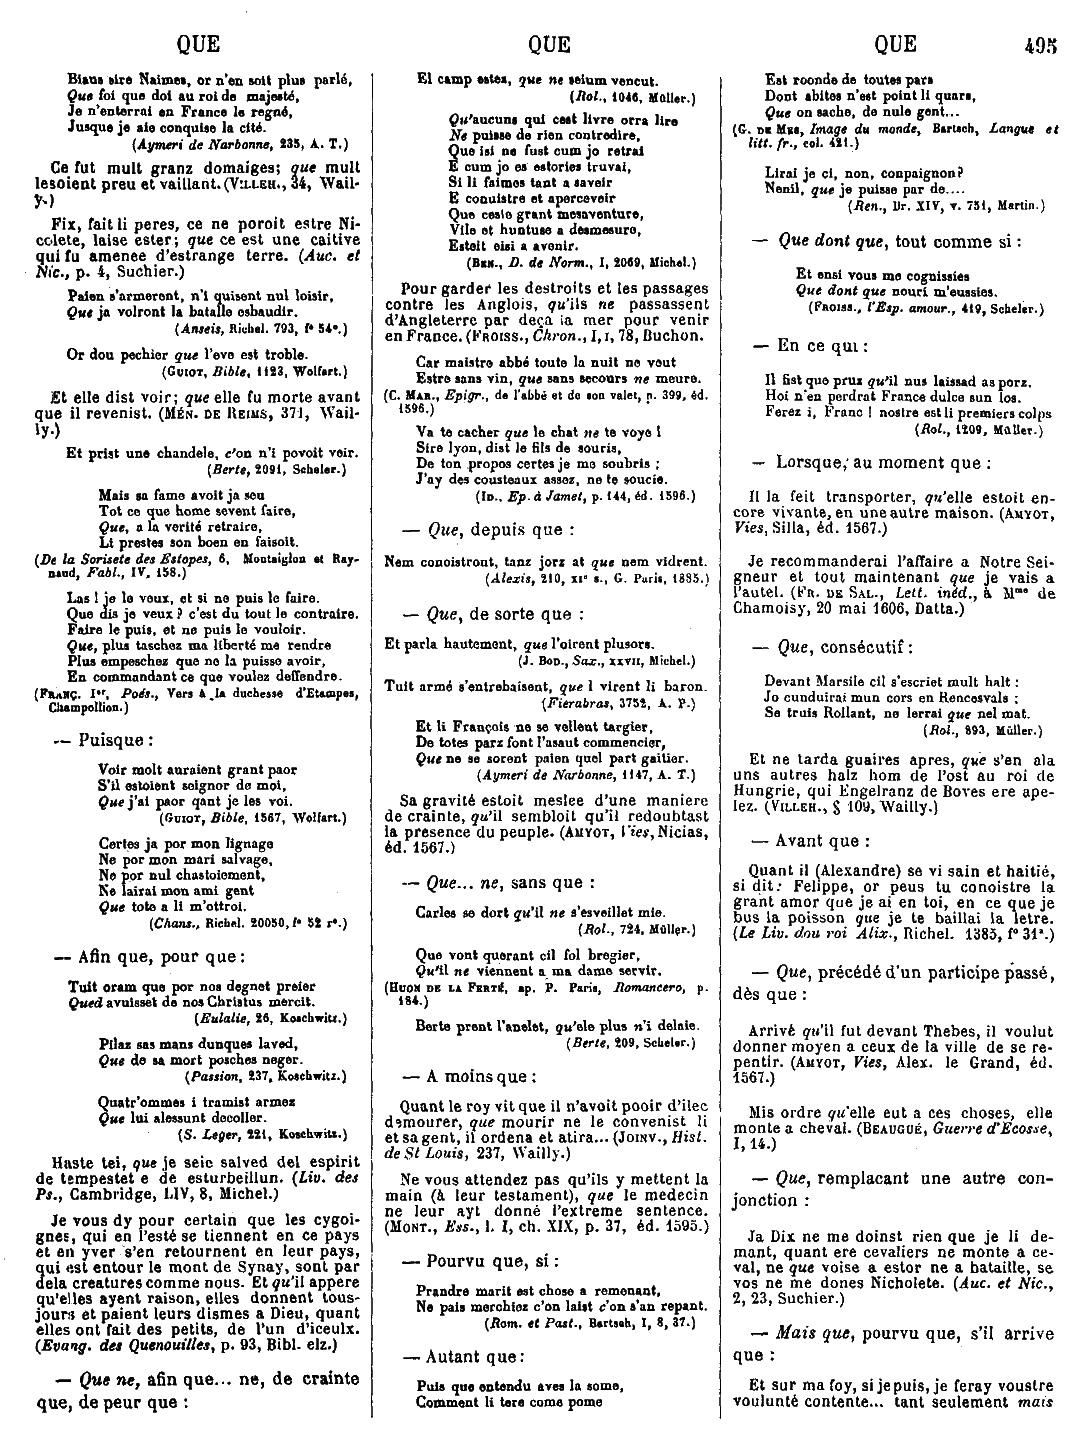 QUE QUE QUE 495
Biaus sire Naimes, or n'en soit plus parlé,
Que foi que doi au roi de majesté,
Je n'enterrai en France le regné,
Jusque je aie conquise la cité.
(Aymeri de Narbonne, 235, A. T.)
Ce fut mult granz domaiges; que mult
lesoient preu et vaillant. (VILLEH., 34, Wail-
y.)
Fix, fait li peres, ce ne poroit estre Ni-
colete, laise ester; que ce est une caitive
qui fu amenee d'estrange terre. (Auc. et
Nic., p. 4, Suchier.)
Paien s'armeront, n'i quisent nul loisir,
Que ja volront la bataile esbaudir.
(Anseis, Richel. 793, fº 54ª.)
Or dou pechier que l'eve est troble.
(GUIOT, Bible, 1123, Wolfart.)
Et elle dist voir; que elle fu morte avant
que il revenist. (MÉN. DE REIMS, 371, Wail-
ly.)
Et prist une chandele, c'on n'i povoit veir.
(Berte, 2091, Scheler.)
Mais sa fame avoit ja seu
Tot ce que home sevent faire,
Que, a la verité retraire,
Li prestes son boen en faisoit.
(De la Sorisete des Estopes, 6, Montaiglon et Ray-
naud, Fabl., IV, 158.)
Las ! je le veux, et si ne puis le faire.
Que dis je veux ? c'est du tout le contraire.
Faire le puis, et ne puis le vouloir.
Que, plus taschez ma liberté me rendre
Plus empeschez que ne la puisse avoir,
En commandant ce que voulez deffendre.
(FRANÇ. Ier, Poés., Vers à la duchesse d'Etampes,
Champollion.)
— Puisque :
Voir molt auraient grant paor
S'il estoient seignor de moi,
Que j'ai paor qant je les voi.
(GUIOT, Bible, 1567, Wolfart.)
Certes ja por mon lignage
Ne por mon mari salvage,
Ne por nul chastoiement,
Ne lairai mon ami gent
Que tote a li m'ottroi.
(Chans., Richel. 20050, fº 52 rº.)
— Afin que, pour que :
Tuit oram que por nos degnet preier
Qued avuisset de nos Christus mercit.
(Eulalie, 26, Koschwitz.)
Pilaz sas mans dunques laved,
Que de sa mort posches neger.
(Passion, 237, Koschwitz.)
Quatr'ommes i tramist armez
Que lui alessunt decoller.
(S. Leger, 221, Koschwitz.)
Haste tei, que je seie salved del espirit
de tempestet e de esturbeillun. (Liv. des
Ps., Cambridge, LIV, 8, Michel.)
Je vous dy pour certain que les cygoi-
gnes, qui en l'esté se tiennent en ce pays
et en yver s'en retournent en leur pays,
qui est entour le mont de Synay, sont par
dela creatures comme nous. Et qu'il appere
qu'elles ayent raison, elles donnent tous-
jours et paient leurs dismes a Dieu, quant
elles ont fait des petits, de l'un d'iceulx.
(Evang. des Quenouilles, p. 93, Bibl. elz.)
— Que ne, afin que... ne, de crainte
que, de peur que :
El camp estez, que ne seium vencut.
(Rol., 1046, Müller.)
Qu'aucuns qui cest livre orra lire
Ne puisse de rien contredire,
Que isi ne fust cum jo retrai
E cum jo es estories truvai,
Si li faimes tant a saveir
E conuistre et aperceveir
Que ceste grant mesaventure,
Vile et huntuse a desmesure,
Esteit eisi a avenir.
(BEN., D. de Norm., I, 2069, Michel.)
Pour garder les destroits et les passages
contre les Anglois, qu'ils ne passassent
d'Angleterre par deça la mer pour venir
en France. (FROISS., Chron., I, I, 78, Buchon.
Car maistre abbé toute la nuit ne veut
Estre sans vin, que sans secours ne meure.
(C. MAR., Epigr., de l'abbé et de son valet, p. 399, éd.
1596.)
Va te cacher que le chat ne te voye !
Sire lyon, dist le fils de souris,
De ton propos certes je me soubris ;
J'ay des cousteaux assez, ne te soucie.
(ID., Ep. à Jamet, p. 144, éd. 1596.)
— Que, depuis que :
Nem conoistront, tanz jorz at que nem vidrent.
(Alexis, 210, XIe s., G. Paris, 1885.)
— Que, de sorte que :
Et parla hautement, que l'oirent plusors.
(J. BOD., Sax., XXVII, Michel.)
Tuit armé s'entrebaisent, que l virent li baron.
(Fierabras, 3752, A. P.)
Et li François ne se vellent targier,
De totes parz font l'asaut commencier,
Que ne se sorent paien quel part gaitier.
(Aymeri de Narbonne, 1147, A. T.)
Sa gravité estoit meslee d'une maniere
de crainte, qu'il sembloit qu'il redoubtast
la presence du peuple. (AMYOT, Vies, Nicias,
éd. 1567.)
— Que... ne, sans que :
Carles se dort qu'il ne s'esveillet mie.
(Rol., 724, Müller.)
Que vont querant cil fol bregier,
Qu'il ne viennent a ma dame servir.
(HUON DE LA FERTÉ, ap. P. Paris, Romancero, p.
184.)
Berte prent l'anelet, qu'ele plus n'i delaie.
(Berte, 209, Scheler.)
— A moins que :
Quant le roy vit que il n'avoit pooir d'ilec
demourer, que mourir ne le convenist li
et sa gent, il ordena et atira... (JOINV., Hist.
de St Louis, 237, Wailly.)
Ne vous attendez pas qu'ils y mettent la
main (à leur testament), que le medecin
ne leur ayt donné l'extreme sentence.
(MONT., Ess., l. I, ch. XIX, p. 37, éd. 1595.)
— Pourvu que, si :
Prandre marit est chose a remenant,
Ne pais merchiez c'on laist c'on s'an repant.
(Rom. et Past., Bartsch, I, 8, 37.)
— Autant que :
Puis que entendu aves la some,
Comment li tere come pome
Est roonde de toutes pars
Dont abites n'est point li quars,
Que on sache, de nule gent...
(G. DE MES, Image du monde, Bartsch, Langue et
litt. fr., col. 421.)
Lirai je ci, non, conpaignon?
Nenil, que je puisse par de....
(Ren., Br. XIV, v. 751, Martin.)
— Que dont que, tout comme si :
Et ensi vous me cognissies
Que dont que nouri m'eussies.
(FROISS., l'Esp. amour., 419, Scheler.)
— En ce qui :
Il fist que pruz qu'il nus laissad as porz.
Hoi n'en perdrat France dulce sun los.
Ferez i, Franc ! nostre est li premiers colps
(Rol., 1209, Müller.)
— Lorsque, au moment que :
Il la feit transporter, qu'elle estoit en-
core vivante, en une autre maison. (AMYOT,
Vies, Silla, éd. 1567.)
Je recommanderai l'affaire a Notre Sei-
gneur et tout maintenant que je vais a
l'autel. (FR. DE SAL., Lett. inéd., à Mme de
Chamoisy, 20 mai 1606, Datta.)
— Que, consécutif :
Devant Marsile cil s'escriet mult halt :
Jo cunduirai mun cors en Rencesvals ;
Se truis Rollant, ne lerrai que nel mat.
(Rol., 893, Müller.)
Et ne tarda guaires apres, que s'en ala
uns autres halz hom de l'ost au roi de
Hungrie, qui Engelranz de Boves ere ape-
lez. (VILLEH., § 109, Wailly.)
— Avant que :
Quant il (Alexandre) se vi sain et haitié,
si dit : Felippe, or peus tu conoistre la
grant amor que je ai en toi, en ce que je
bus la poisson que je te baillai la letre.
(Le Liv. dou roi Alix., Richel. 1385, fº 31ª.)
— Que, précédé d'un participe passé,
dès que :
Arrivé qu'il fut devant Thebes, il voulut
donner moyen a ceux de la ville de se re-
pentir. (AMYOT, Vies, Alex. le Grand, éd.
1567.)
Mis ordre qu'elle eut a ces choses, elle
monte a cheval. (BEAUGUÉ, Guerre d'Ecosse,
I, 14.)
— Que, remplacant une autre con-
jonction :
Ja Dix ne me doinst rien que je li de-
mant, quant ere cevaliers ne monte a ce-
val, ne que voise a estor ne a bataille, se
vos ne me dones Nicholete. (Auc. et Nic.,
2, 23, Suchier.)
— Mais que, pourvu que, s'il arrive
que :
Et sur ma foy, si je puis, je feray voustre
voulunté contente... tant seulement mais